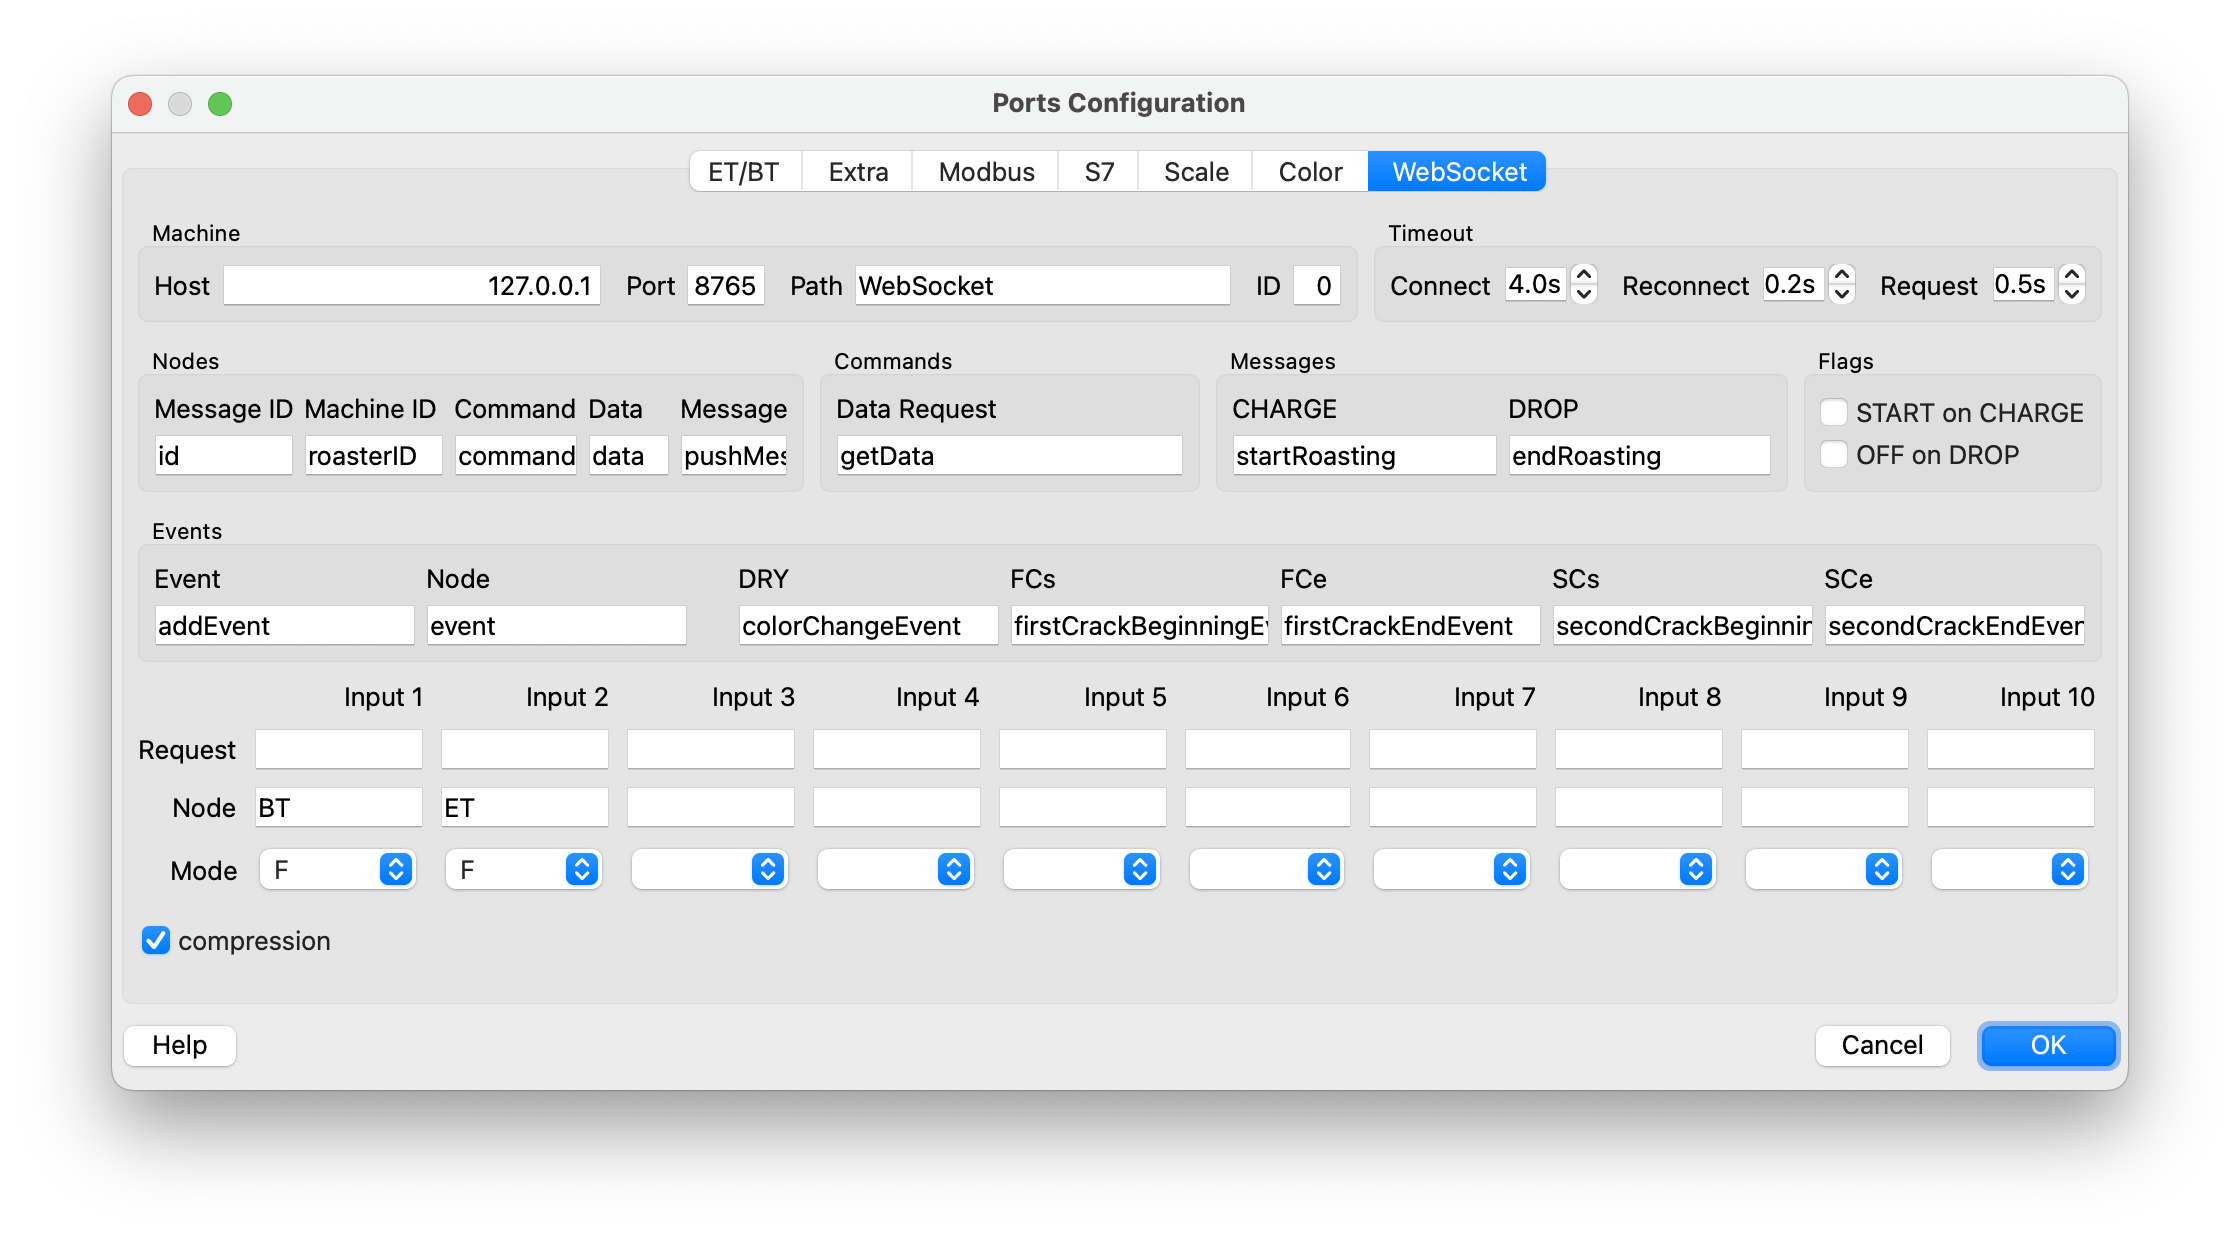 Ports Configuration
ET/BT Extra Modbus S7 Scale Color WebSocket
Machine Timeout
Host 127.0.0.1 Port 8765 Path WebSocket ID 0 Connect 4.0s Reconnect 0.2s Request 0.5s
Nodes Commands Messages Flags
Message ID Machine ID Command Data Message Data Request CHARGE DROP START on CHARGE
id roasterID command data pushMes getData startRoasting endRoasting OFF on DROP
Events
Event Node DRY FCs FCe SCs SCe
addEvent event colorChangeEvent firstCrackBeginningEv firstCrackEndEvent secondCrackBeginnin secondCrackEndEven
Input 1 Input 2 Input 3 Input 4 Input 5 Input 6 Input 7 Input 8 Input 9 Input 10
Request
Node BT ET
Mode F F
compression
Help Cancel OK